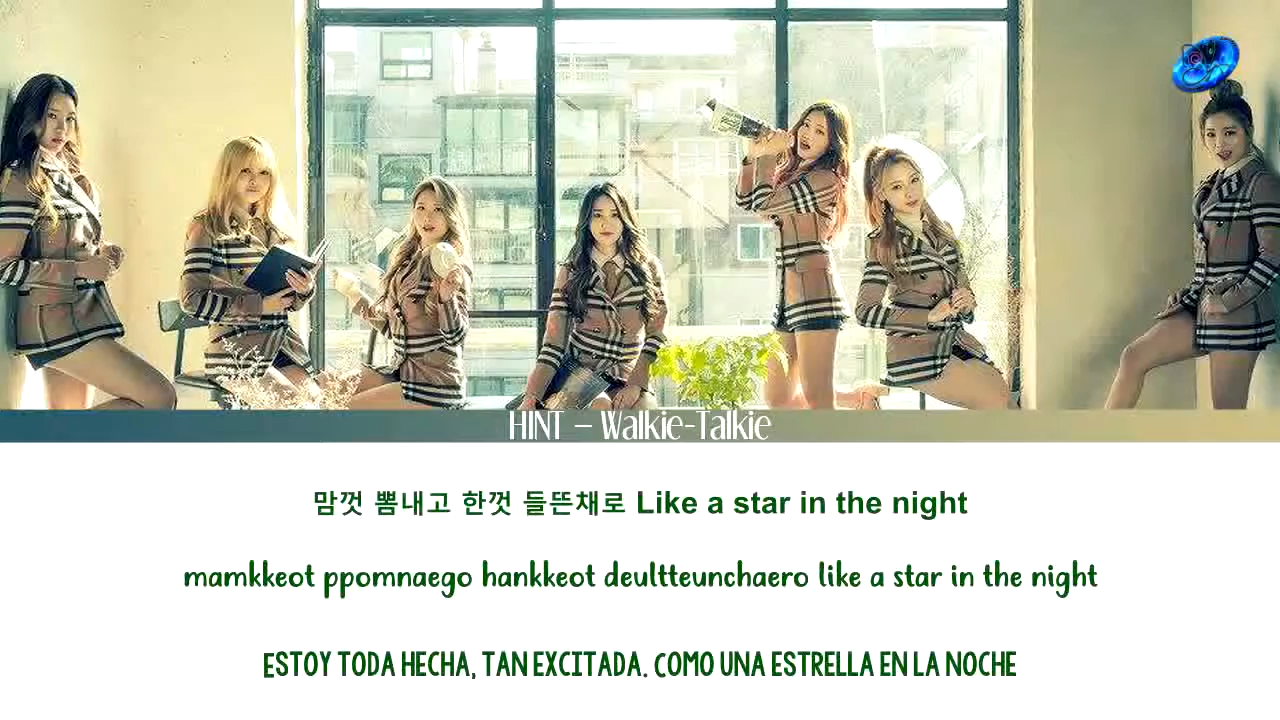 HINT – Walkie-Talkie
맘껏 뽐내고 한껏 들뜬채로 Like a star in the night
mamkkeot ppomnaego hankkeot deultteunchaero like a star in the night
ESTOY TODA HECHA, TAN EXCITADA. COMO UNA ESTRELLA EN LA NOCHE